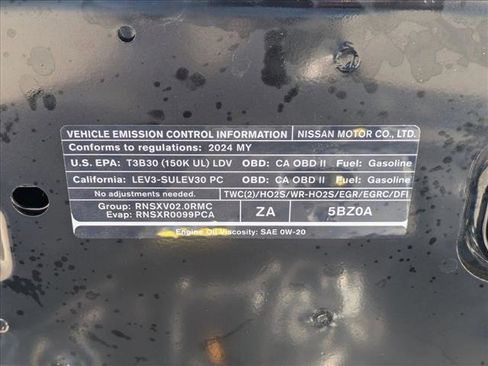 VEHICLE EMISSION CONTROL INFORMATION NISSAN MOTOR CO., LTD.
Conforms to regulations: 2024 MY
U.S. EPA: T3B30 (150K UL) LDV OBD: CA OBD II Fuel: Gasoline
California: LEV3-SULEV30 PC OBD: CA OBD II Fuel: Gasoline
No adjustments needed. TWC(2)/HO2S/WR-HO2S/EGR/EGRC/DFI
Group: RNSXV02.0RMC
Evap: RNSXR0099PCA
ZA 5BZ0A
Engine Oil Viscosity: SAE 0W-20